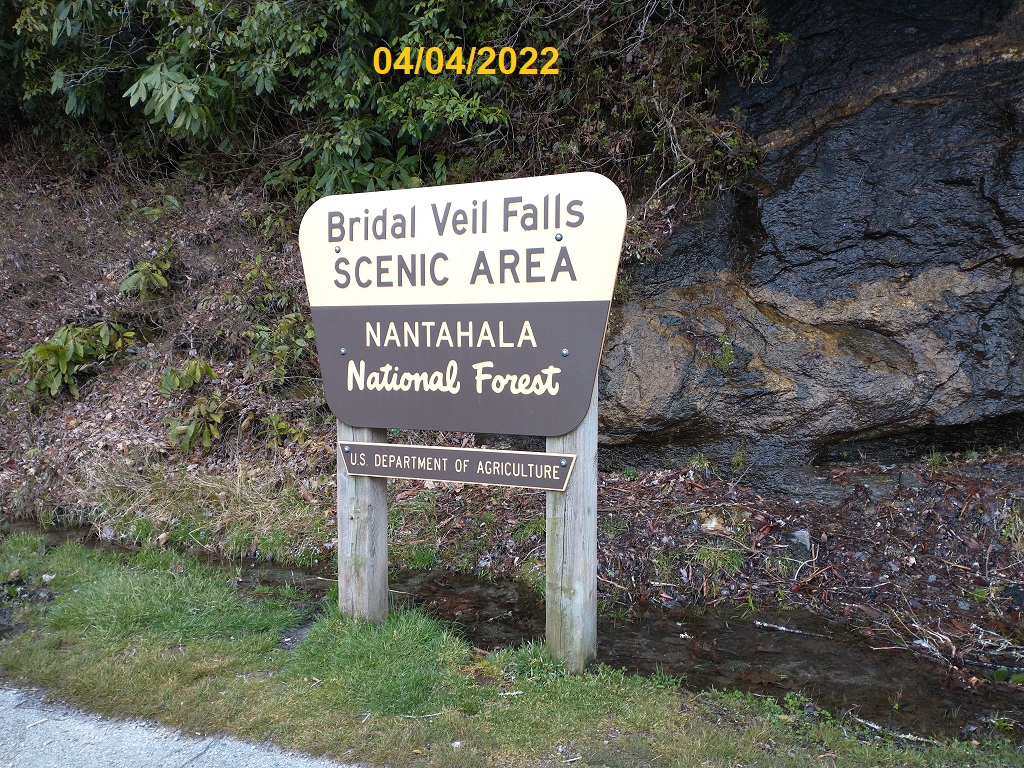 04/04/2022
Bridal Veil Falls
SCENIC AREA
NANTAHALA
National Forest
U.S. DEPARTMENT OF AGRICULTURE